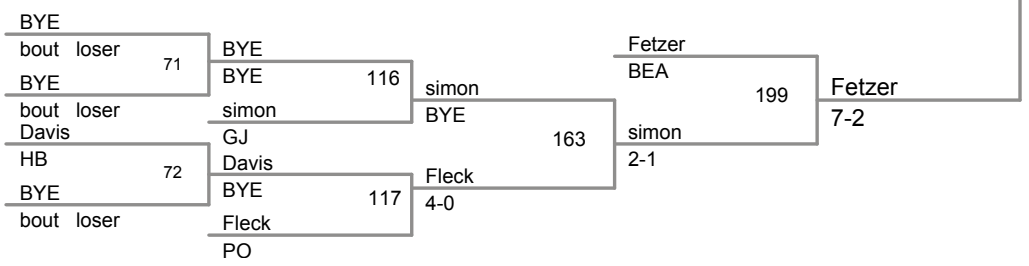 BYE
bout loser
71
BYE
bout loser
Davis
HB
72
BYE
bout loser
BYE
BYE
116
simon
GJ
Davis
BYE
117
Fleck
PO
simon
BYE
163
Fleck
4-0
Fetzer
BEA
199
simon
2-1
Fetzer
7-2